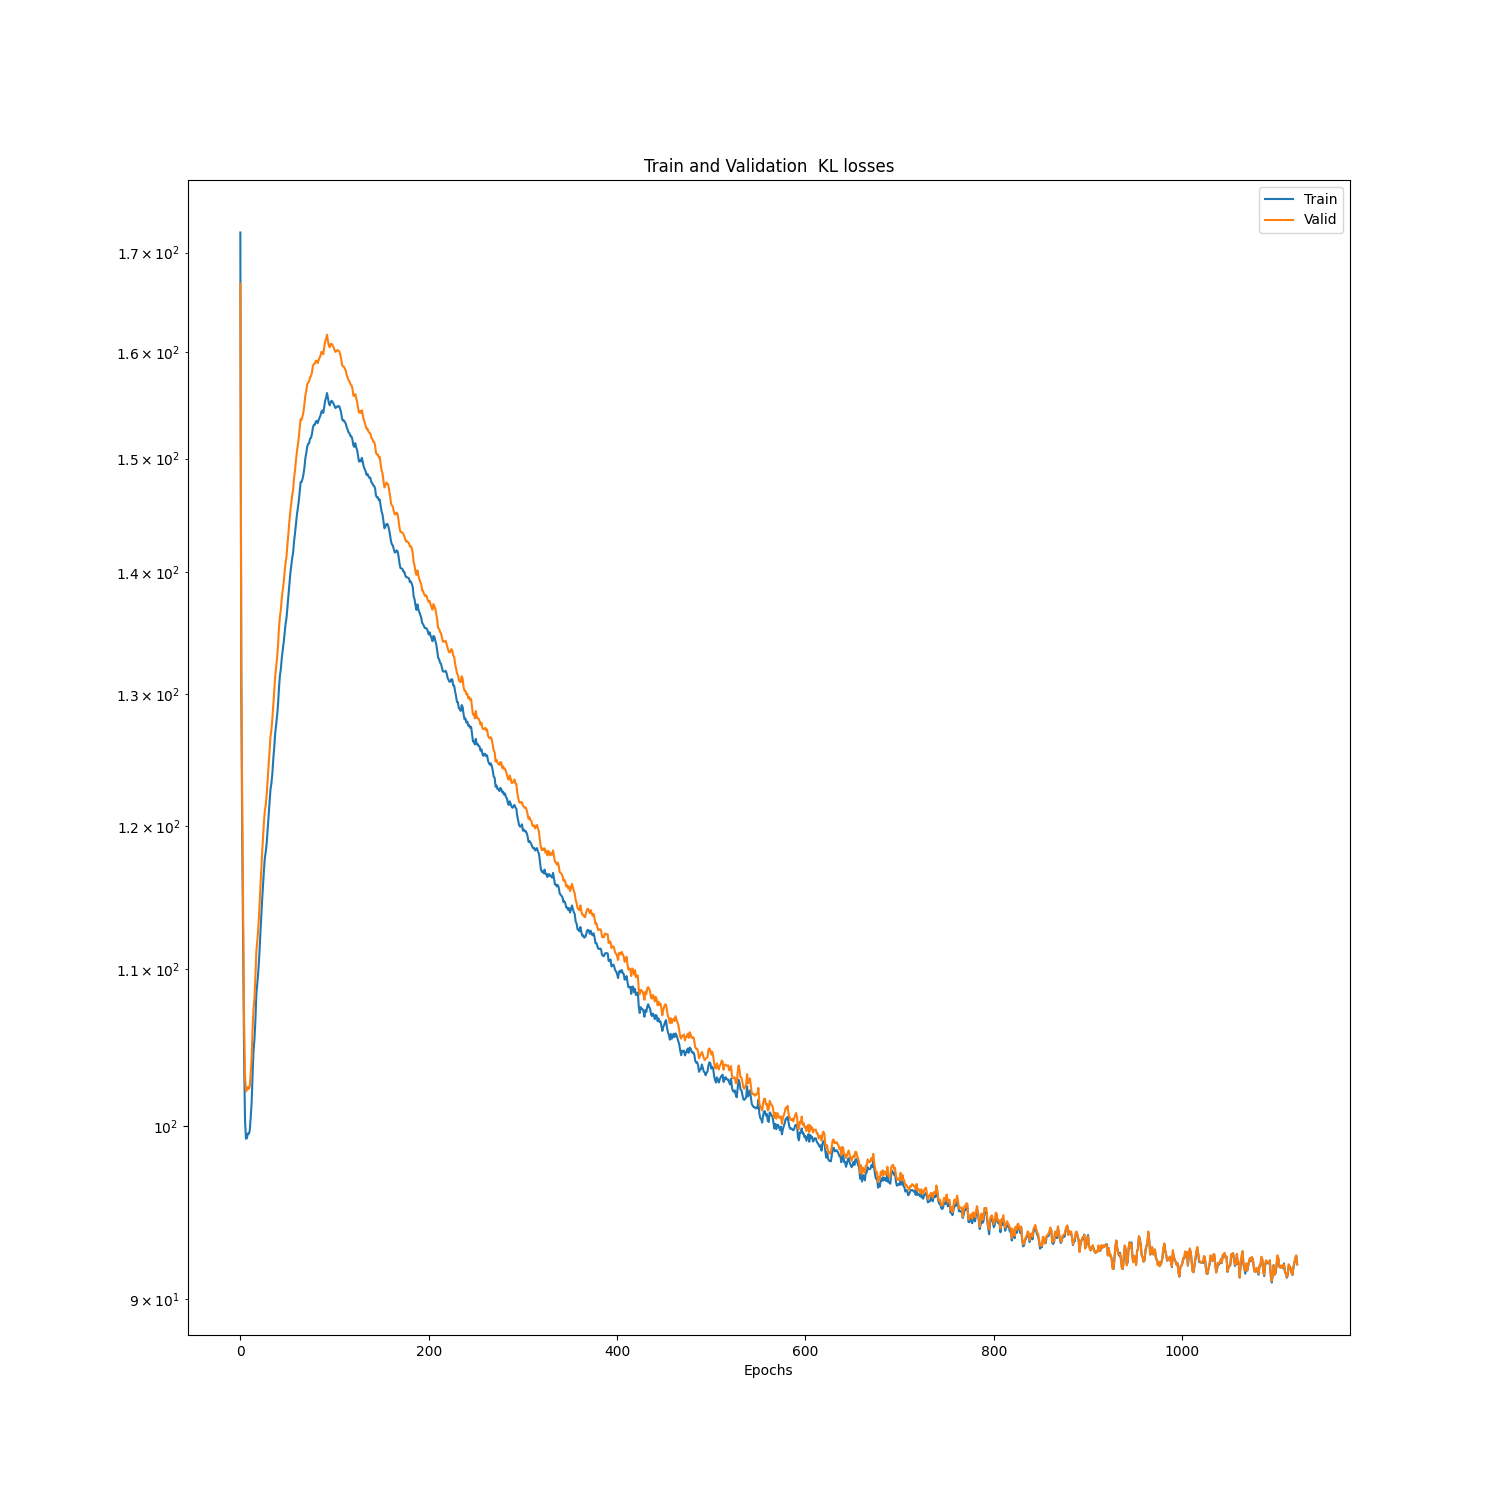 Train and Validation  KL losses
Train
Valid
1.7 × 10²
1.6 × 10²
1.5 × 10²
1.4 × 10²
1.3 × 10²
1.2 × 10²
1.1 × 10²
10²
9 × 10¹
0 200 400 600 800 1000
Epochs